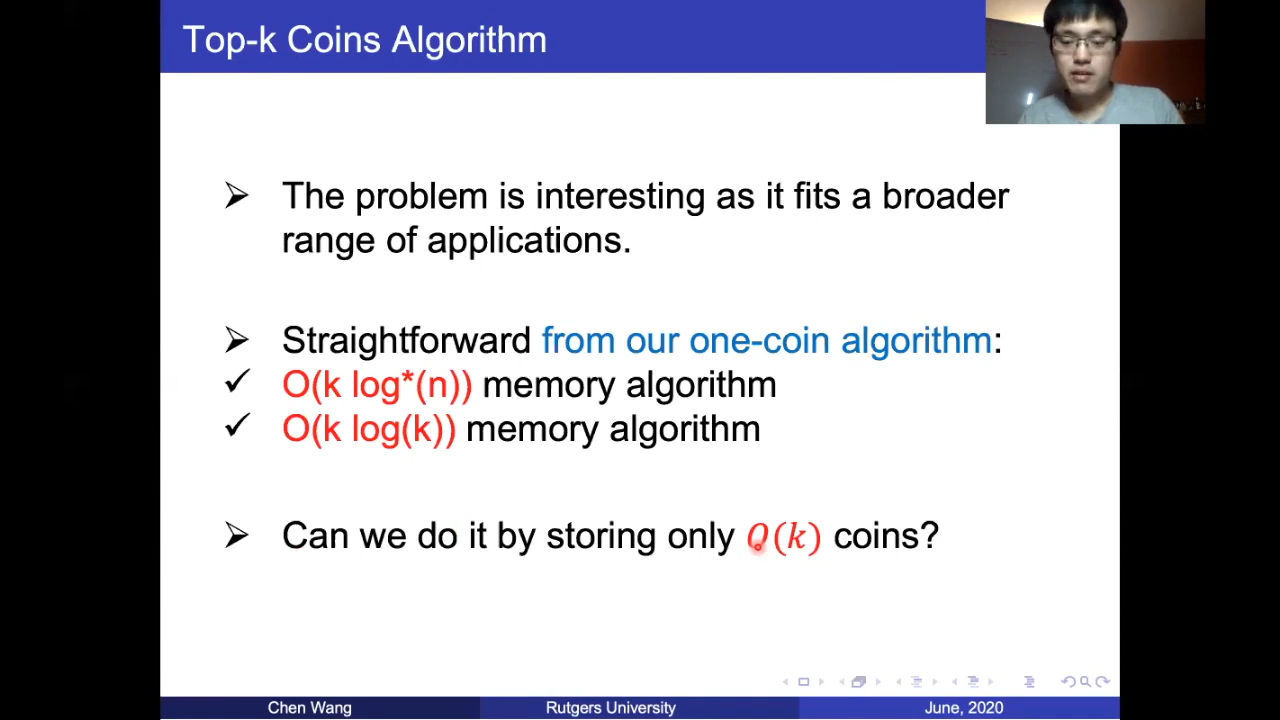 Top-k Coins Algorithm
The problem is interesting as it fits a broader
range of applications.
Straightforward from our one-coin algorithm:
O(k log*(n)) memory algorithm
O(k log(k)) memory algorithm
Can we do it by storing only O(k) coins?
Chen Wang
Rutgers University
June, 2020